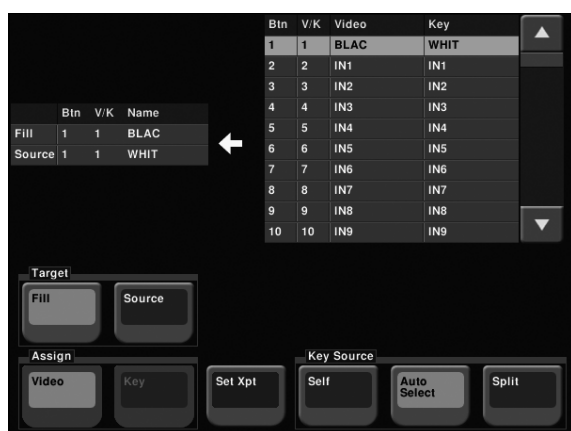 Btn V/K Video Key
1 1 BLAC WHIT
2 2 IN1 IN1
3 3 IN2 IN2
4 4 IN3 IN3
5 5 IN4 IN4
6 6 IN5 IN5
7 7 IN6 IN6
8 8 IN7 IN7
9 9 IN8 IN8
10 10 IN9 IN9
Btn V/K Name
Fill 1 1 BLAC
Source 1 1 WHIT
Target
Fill Source
Assign
Video Key
Set Xpt
Key Source
Self Auto Select Split